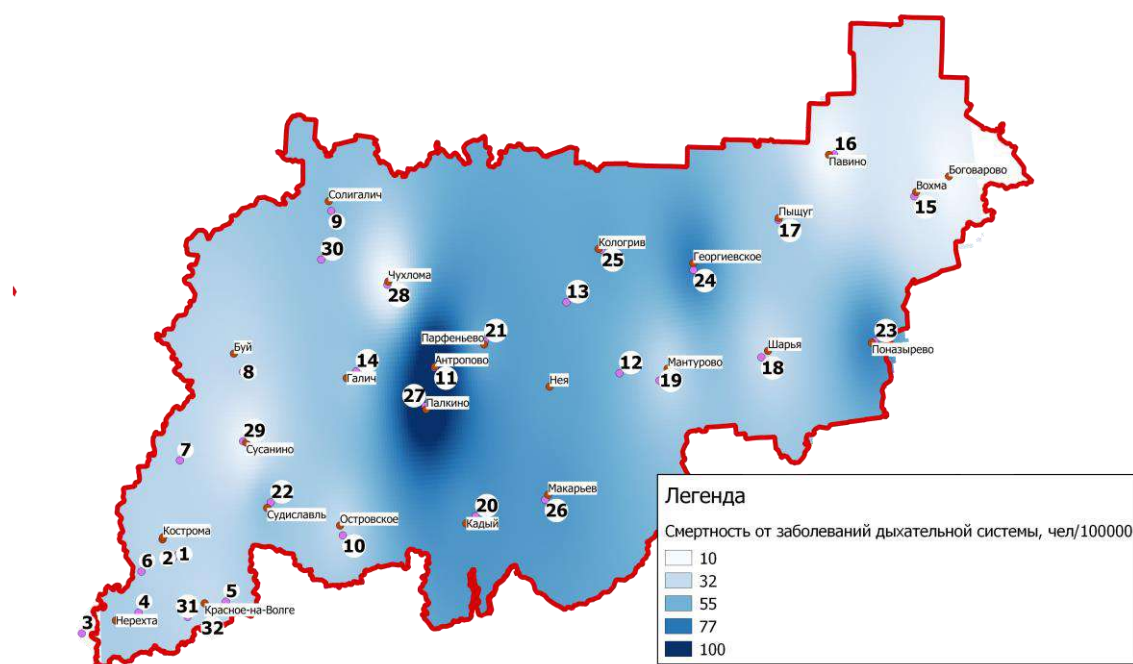 16
Павино
Боговарово
Вохма
15
Солигалич
9
Пыщуг
17
30
Кологрив
25
Георгиевское
24
Чухлома
28
13
21
Парфеньево
23
Поназырево
Буй
8
14
Галич
Антропово
11
12
Мантурово
19
Шарья
18
Нея
27
Палкино
29
Сусанино
7
22
Судиславль
20
Кадый
Макарьев
26
Островское
10
Кострома
2
1
6
4
Нерехта
3
31
5
Красное-на-Волге
32
Легенда
Смертность от заболеваний дыхательной системы, чел/100000
10
32
55
77
100